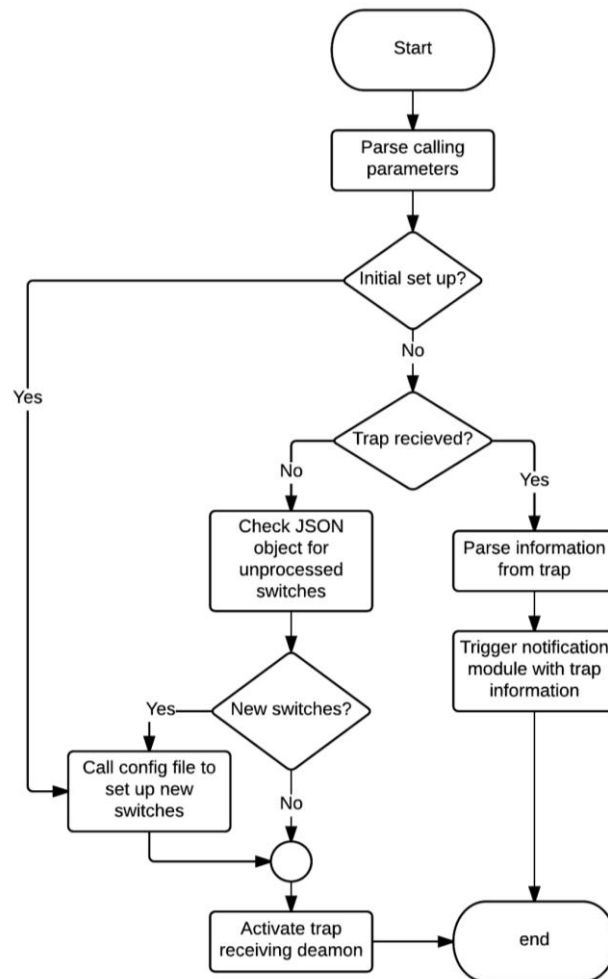 Start
Parse calling
parameters
Initial set up?
No
Yes
Trap recieved?
No
Yes
Check JSON
object for
unprocessed
switches
Parse information
from trap
Trigger notification
module with trap
information
Yes
New switches?
Call config file to
set up new
switches
No
Activate trap
receiving deamon
end